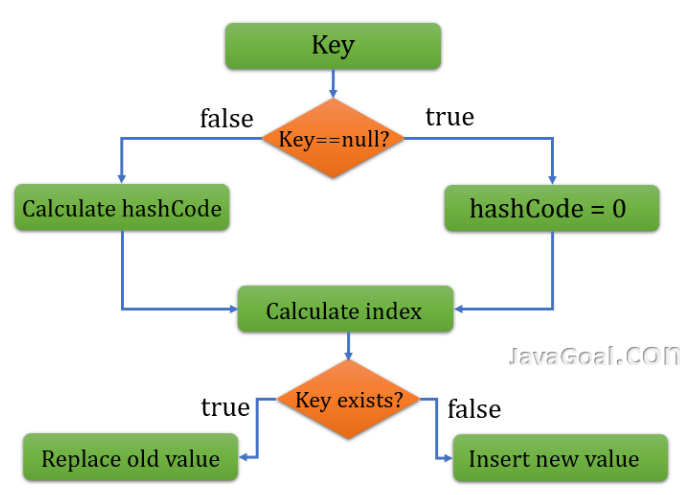 Key
false
true
Key==null?
Calculate hashCode
hashCode = 0
Calculate index
JavaGoal.com
Key exists?
true
false
Replace old value
Insert new value